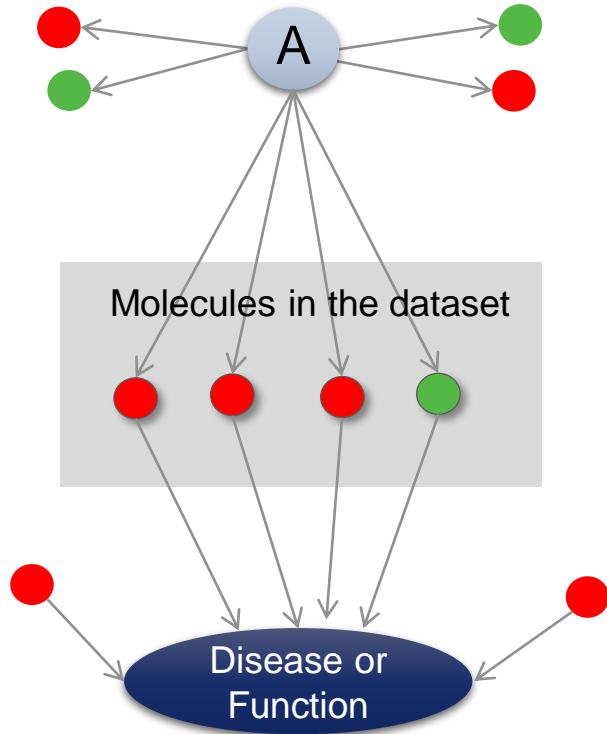 A
Molecules in the dataset
Disease or
Function